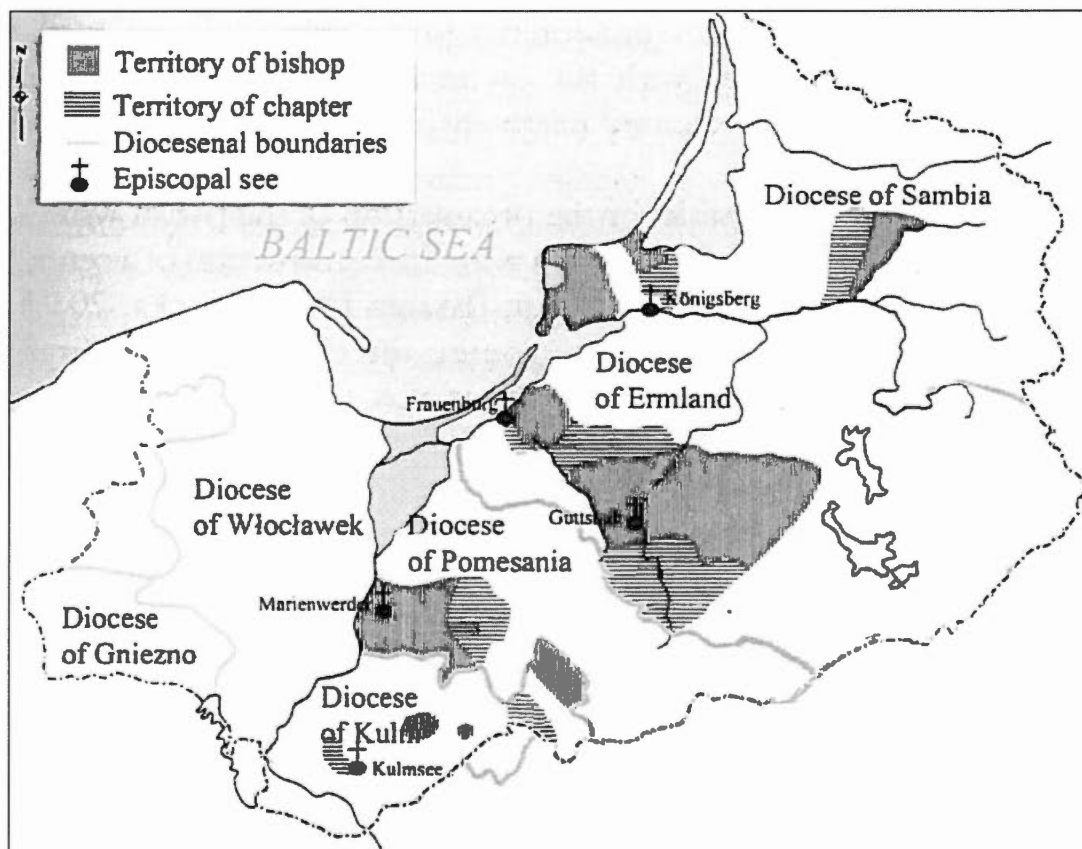 N
Territory of bishop
Territory of chapter
Diocesenal boundaries
Episcopal see
BALTIC SEA
Diocese of Sambia
Königsberg
Diocese
of Ermland
Frauenburg
Diocese
of Włocławek
Diocese
of Pomesania
Guttstadt
Marienwerder
Diocese
of Gniezno
Diocese
of Kulm
Kulmsee